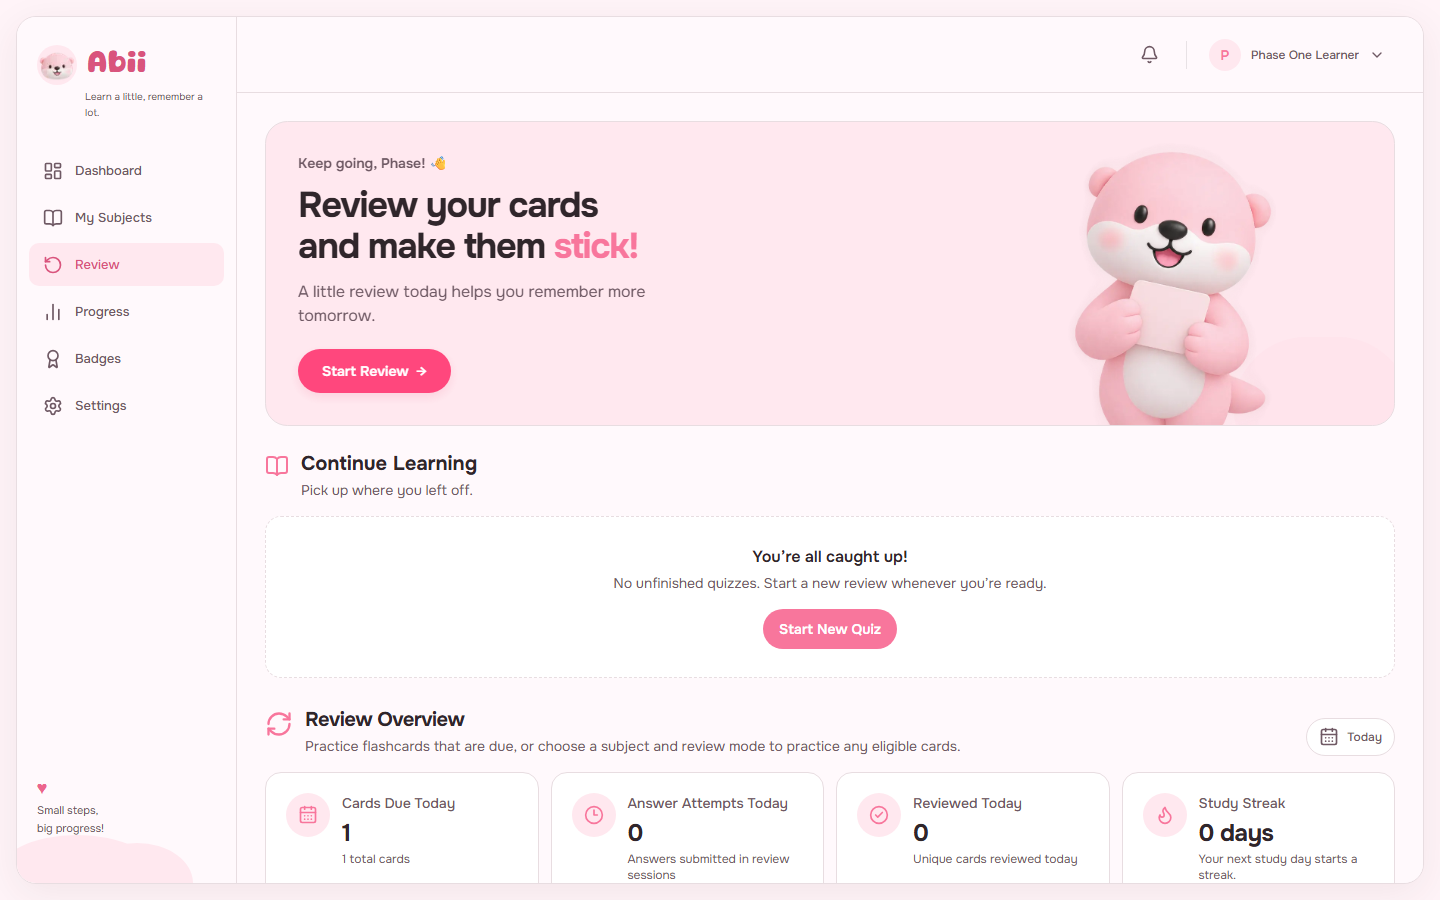 Abii
Learn a little, remember a
lot.
Dashboard
My Subjects
Review
Progress
Badges
Settings
♥
Small steps,
big progress!
P
Phase One Learner
Keep going, Phase! 👋
Review your cards
and make them stick!
A little review today helps you remember more
tomorrow.
Start Review →
Continue Learning
Pick up where you left off.
You’re all caught up!
No unfinished quizzes. Start a new review whenever you’re ready.
Start New Quiz
Review Overview
Practice flashcards that are due, or choose a subject and review mode to practice any eligible cards.
Today
Cards Due Today
1
1 total cards
Answer Attempts Today
0
Answers submitted in review
sessions
Reviewed Today
0
Unique cards reviewed today
Study Streak
0 days
Your next study day starts a
streak.